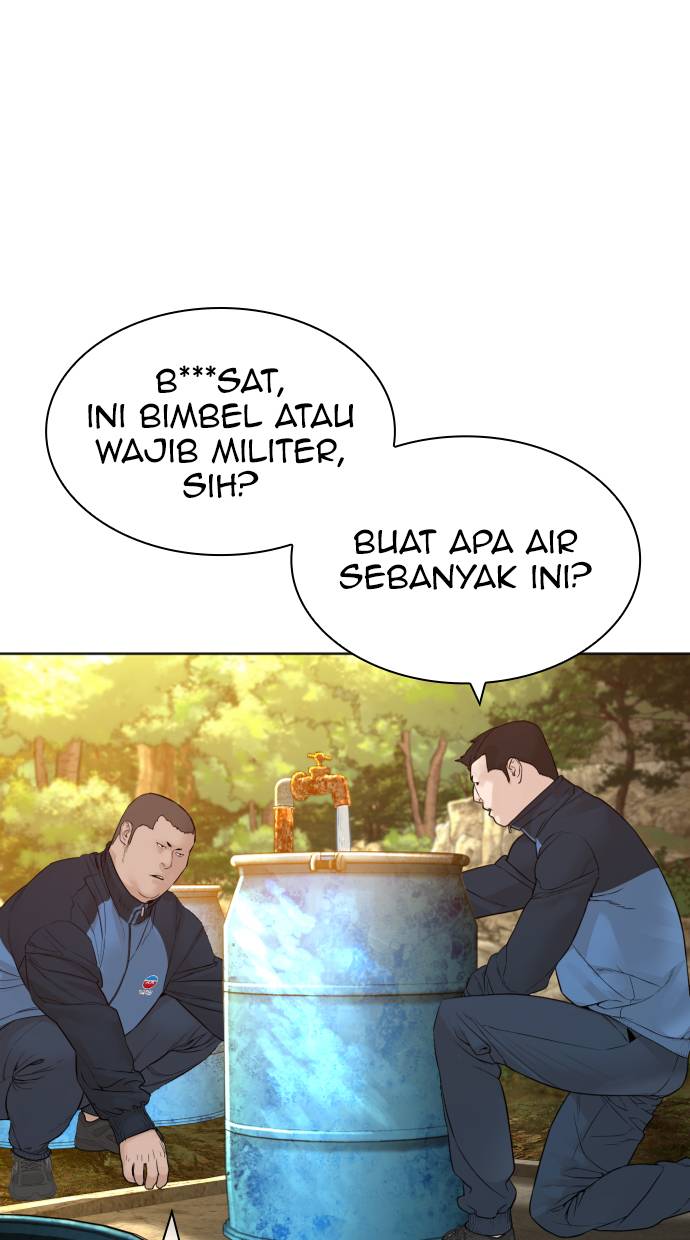 B***SAT,
INI BIMBEL ATAU
WAJIB MILITER,
SIH?
BUAT APA AIR
SEBANYAK INI?